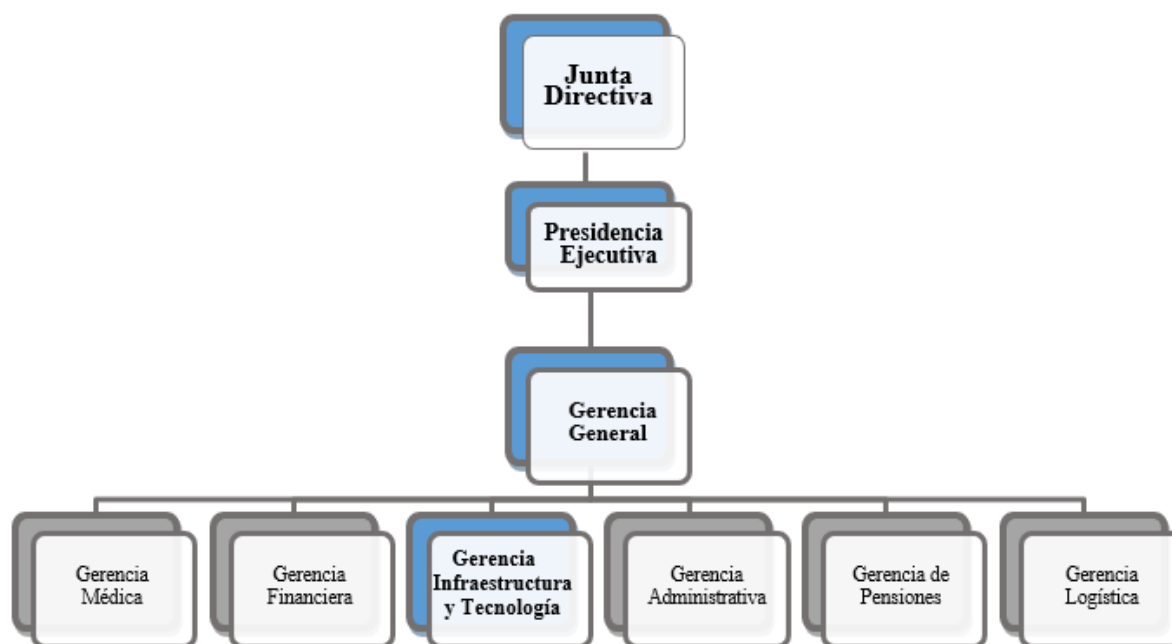 Junta
Directiva
Presidencia
Ejecutiva
Gerencia
General
Gerencia
Médica
Gerencia
Financiera
Gerencia
Infraestructura
y Tecnología
Gerencia
Administrativa
Gerencia de
Pensiones
Gerencia
Logística